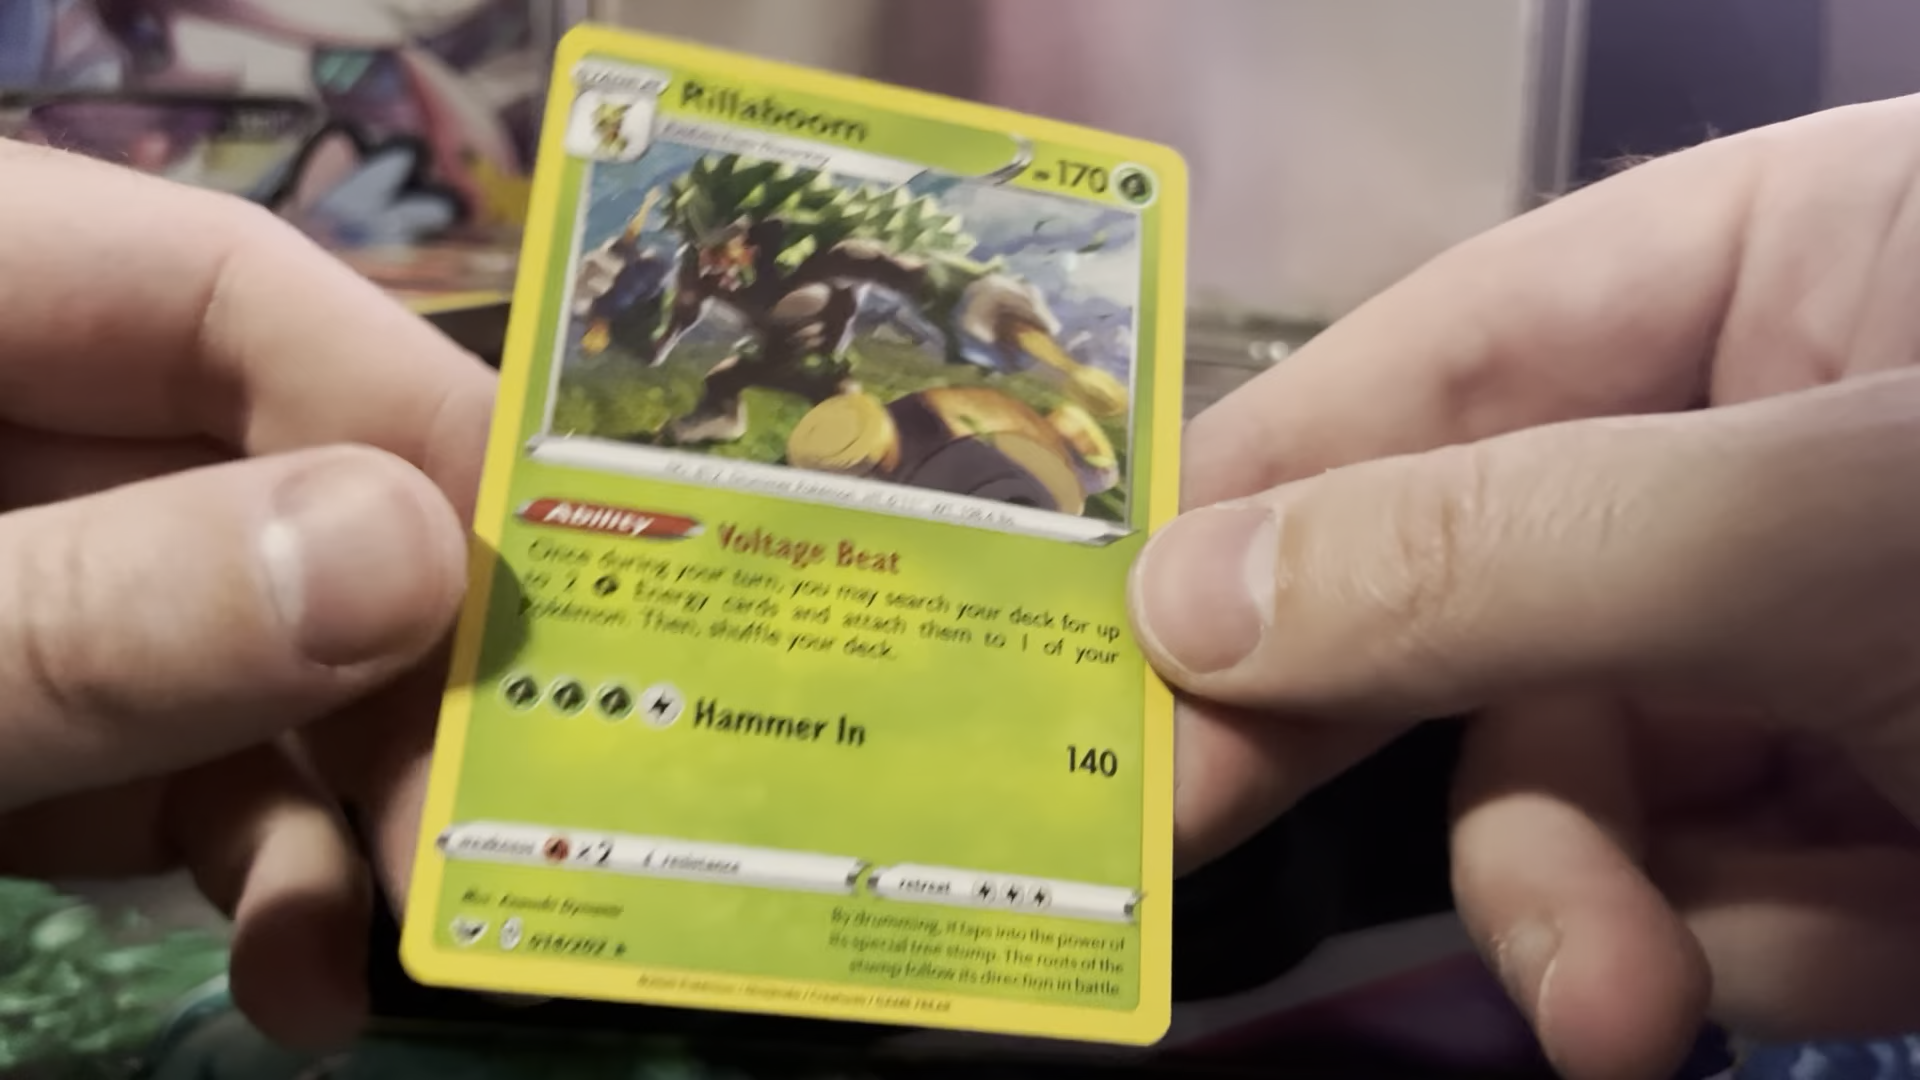 Rillaboom
170
Ability Voltage Beat
Once during your turn, you may search your deck for up
to 2 Energy cards and attach them to 1 of your
Pokémon. Then, shuffle your deck.
Hammer In
140
weakness ×2 resistance
retreat
By drumming, it taps into the power of
its special tree stump. The roots of the
stump follow its direction in battle.